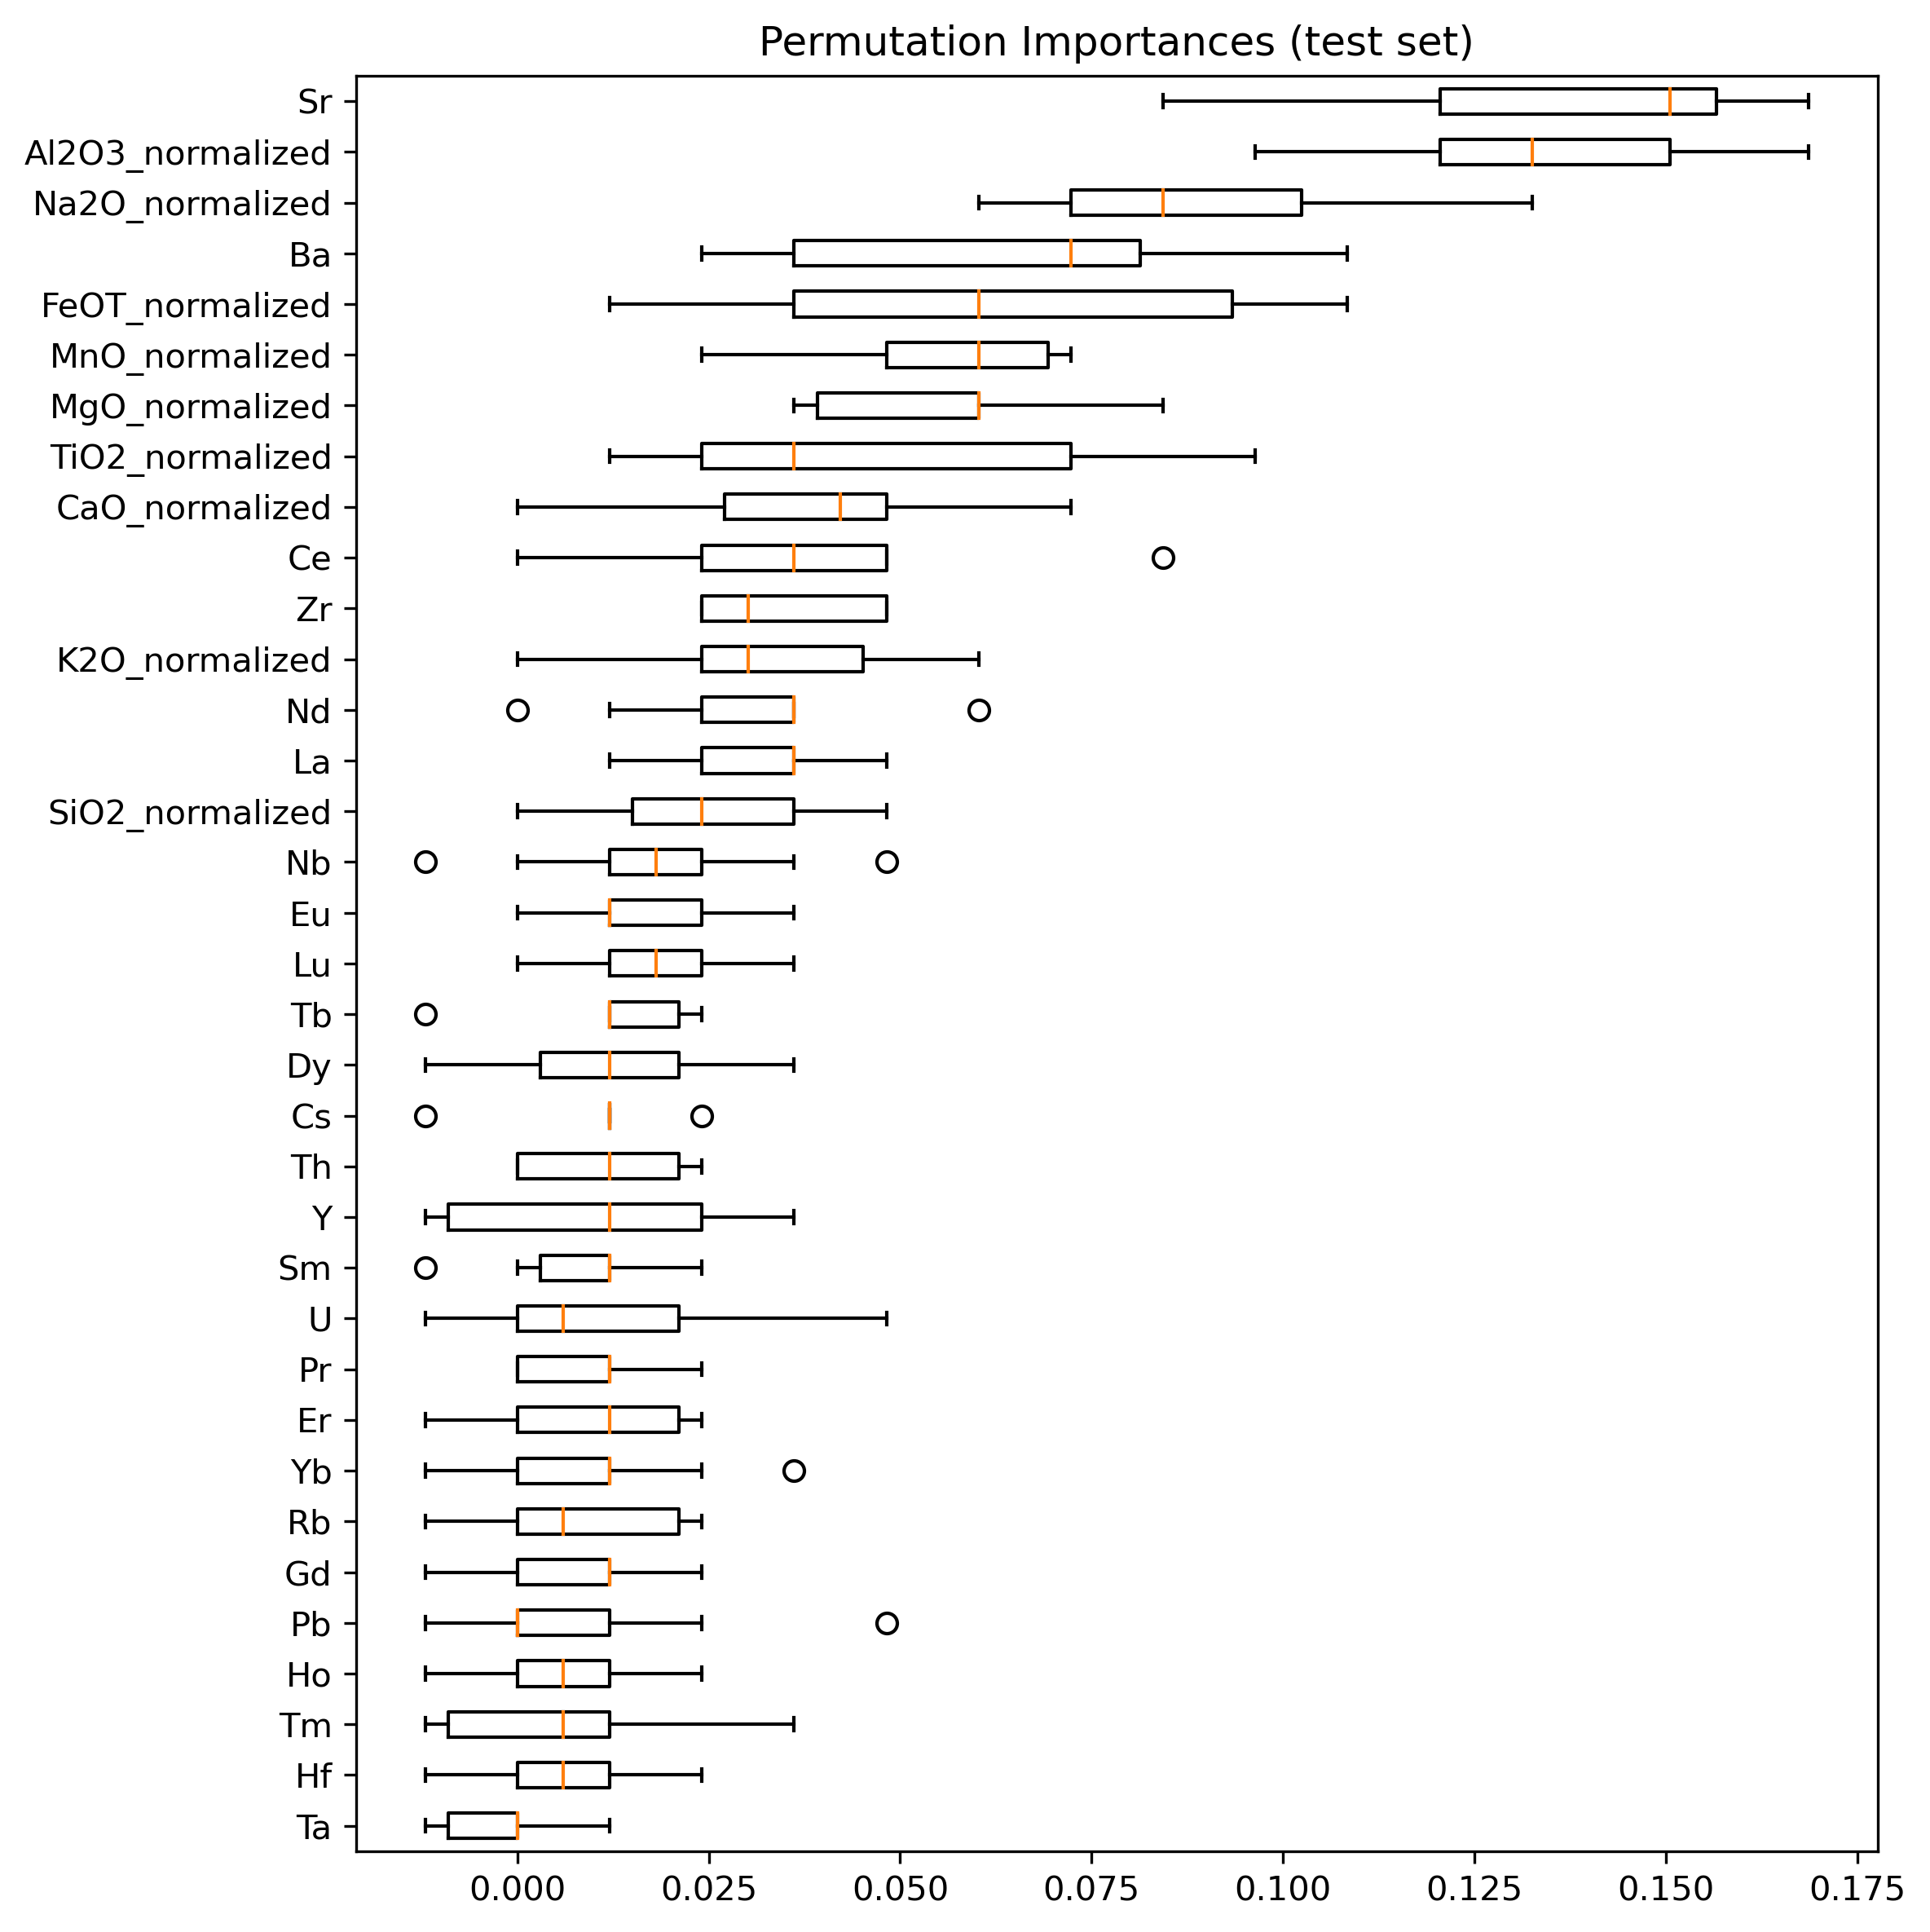 Permutation Importances (test set)
Sr
Al2O3_normalized
Na2O_normalized
Ba
FeOT_normalized
MnO_normalized
MgO_normalized
TiO2_normalized
CaO_normalized
Ce
Zr
K2O_normalized
Nd
La
SiO2_normalized
Nb
Eu
Lu
Tb
Dy
Cs
Th
Y
Sm
U
Pr
Er
Yb
Rb
Gd
Pb
Ho
Tm
Hf
Ta
0.000 0.025 0.050 0.075 0.100 0.125 0.150 0.175